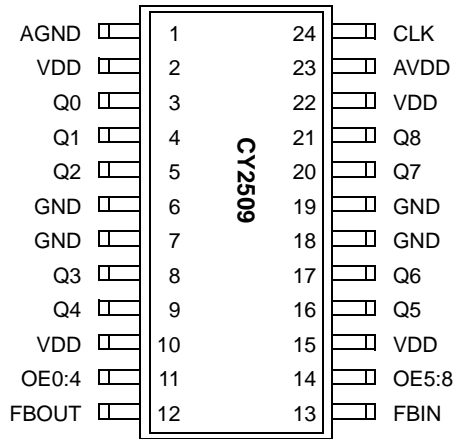 AGND 1 24 CLK
VDD 2 23 AVDD
Q0 3 22 VDD
Q1 4 21 Q8
Q2 5 20 Q7
GND 6 19 GND
GND 7 18 GND
Q3 8 17 Q6
Q4 9 16 Q5
VDD 10 15 VDD
OE0:4 11 14 OE5:8
FBOUT 12 13 FBIN
CY2509